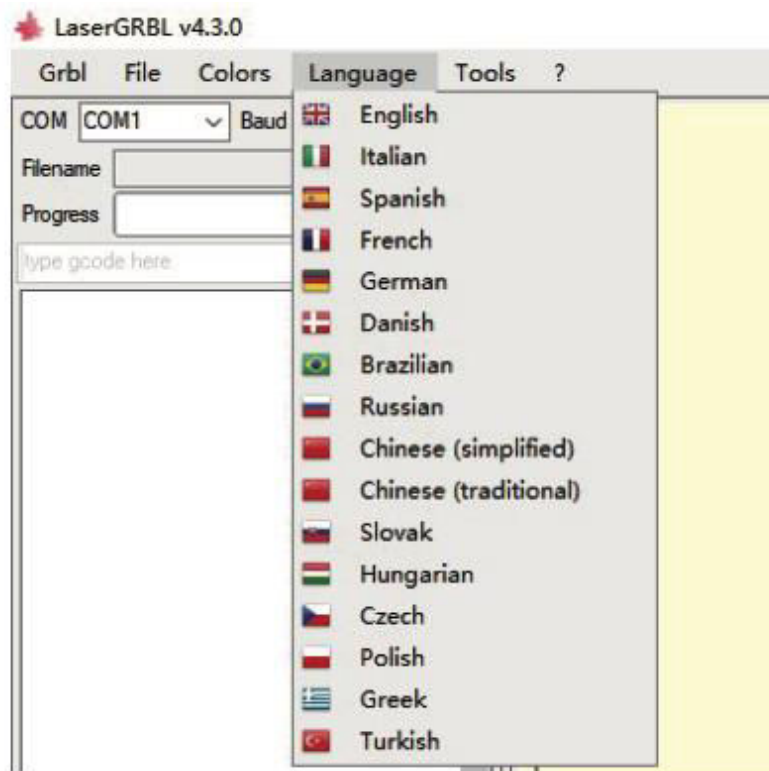 LaserGRBL v4.3.0
Grbl File Colors Language Tools ?
COM COM1 Baud
Filename
Progress
type gcode here
English
Italian
Spanish
French
German
Danish
Brazilian
Russian
Chinese (simplified)
Chinese (traditional)
Slovak
Hungarian
Czech
Polish
Greek
Turkish